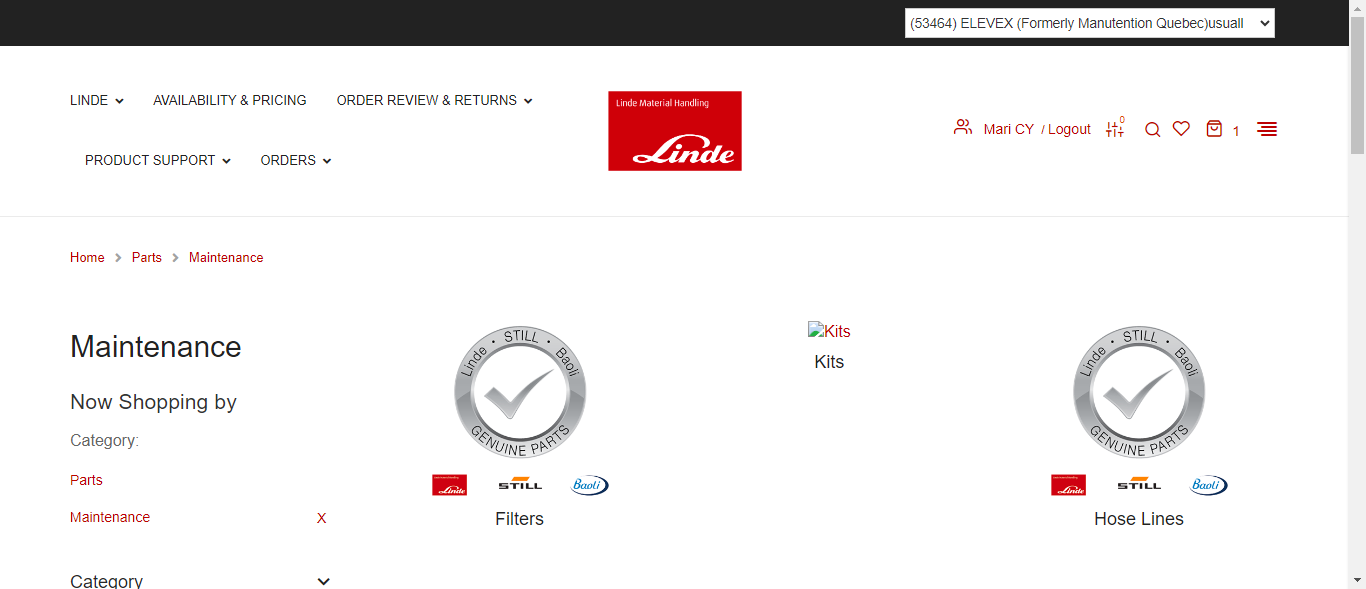 (53464) ELEVEX (Formerly Manutention Quebec)usuall
LINDE
AVAILABILITY & PRICING
ORDER REVIEW & RETURNS
PRODUCT SUPPORT
ORDERS
Linde Material Handling
Linde
Mari CY / Logout
0
1
Home
Parts
Maintenance
Maintenance
Now Shopping by
Category:
Parts
Maintenance X
Category
Linde • STILL • Baoli
GENUINE PARTS
Linde STILL Baoli
Filters
Kits
Kits
Linde • STILL • Baoli
GENUINE PARTS
Linde STILL Baoli
Hose Lines